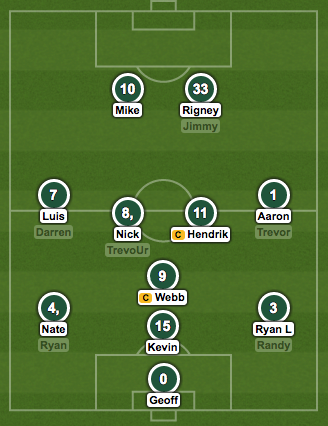 10 33
Mike Rigney
Jimmy
7 1
8, 11
Luis Aaron
Darren Nick C Hendrik Trevor
TrevoUr
9
C Webb
4, 3
15
Nate Ryan L
Ryan Kevin Randy
0
Geoff